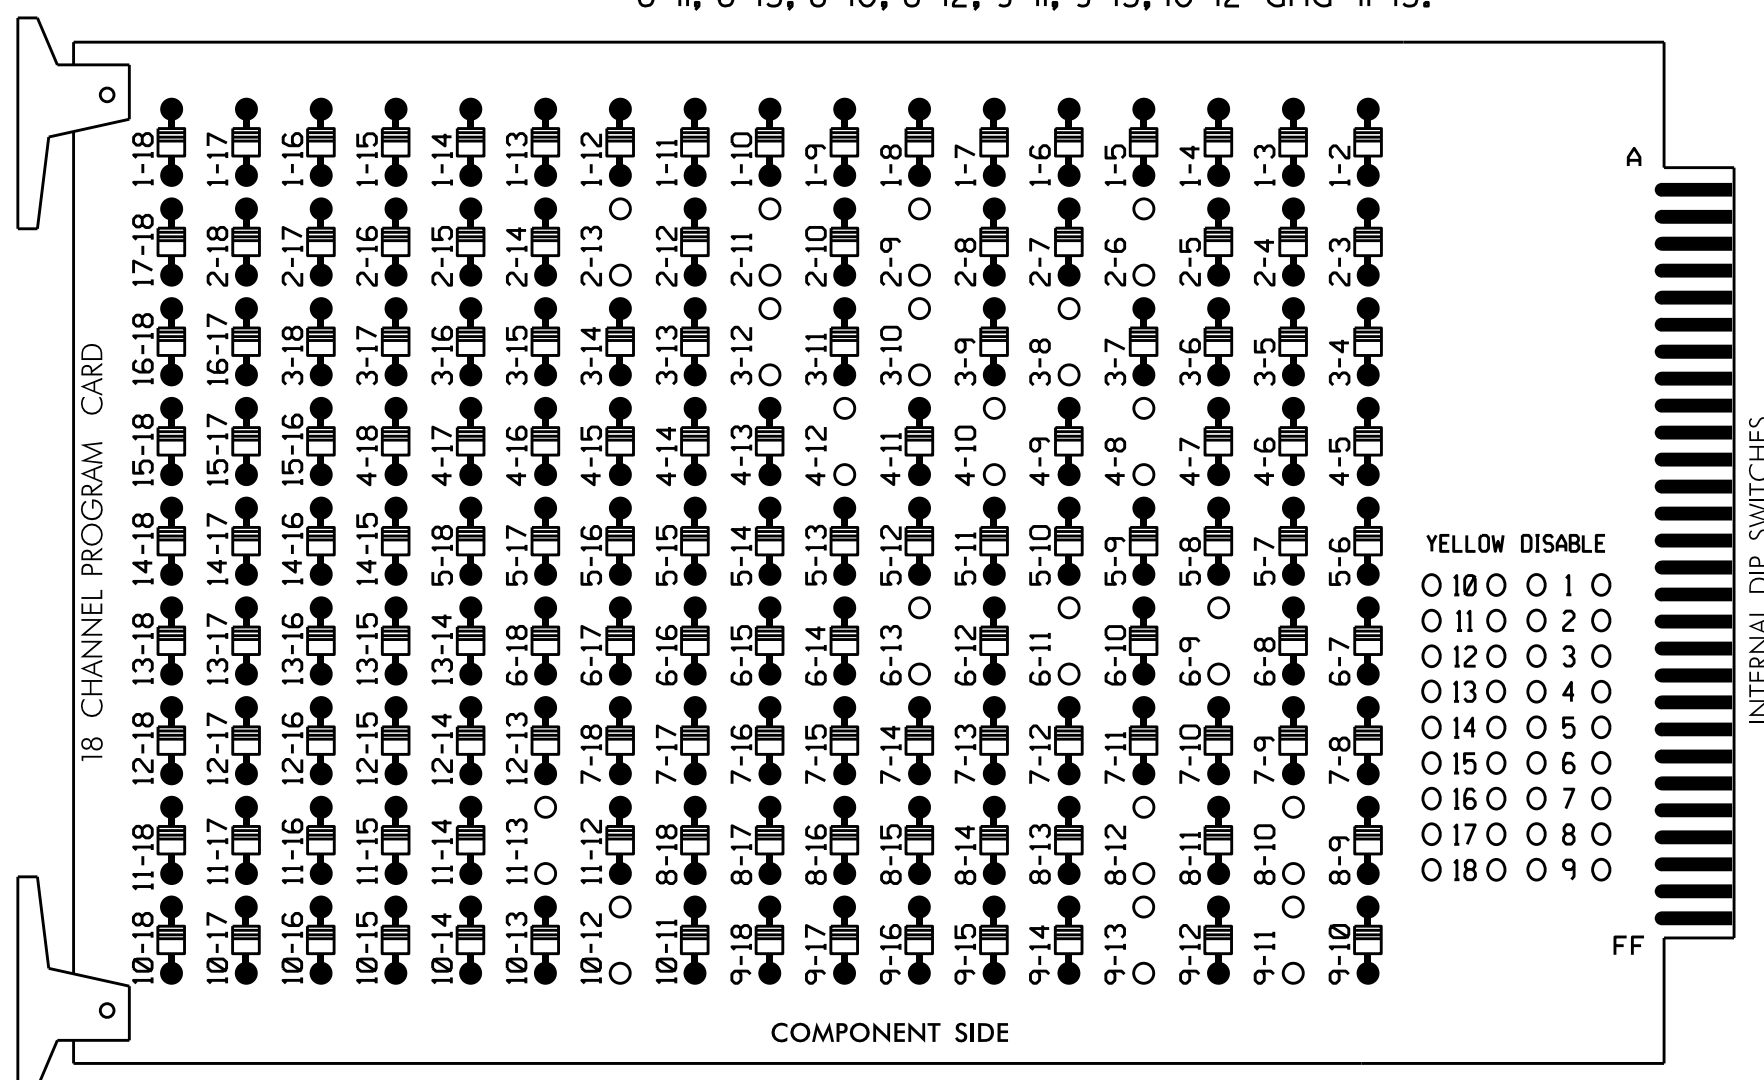 18 CHANNEL PROGRAM CARD
1-18 1-17 1-16 1-15 1-14 1-13 1-12 1-11 1-10 1-9 1-8 1-7 1-6 1-5 1-4 1-3 1-2
17-18 2-18 2-17 2-16 2-15 2-14 2-13 2-12 2-11 2-10 2-9 2-8 2-7 2-6 2-5 2-4 2-3
16-18 16-17 3-18 3-17 3-16 3-15 3-14 3-13 3-12 3-11 3-10 3-9 3-8 3-7 3-6 3-5 3-4
15-18 15-17 15-16 4-18 4-17 4-16 4-15 4-14 4-13 4-12 4-11 4-10 4-9 4-8 4-7 4-6 4-5
14-18 14-17 14-16 14-15 5-18 5-17 5-16 5-15 5-14 5-13 5-12 5-11 5-10 5-9 5-8 5-7 5-6
13-18 13-17 13-16 13-15 13-14 6-18 6-17 6-16 6-15 6-14 6-13 6-12 6-11 6-10 6-9 6-8 6-7
12-18 12-17 12-16 12-15 12-14 12-13 7-18 7-17 7-16 7-15 7-14 7-13 7-12 7-11 7-10 7-9 7-8
11-18 11-17 11-16 11-15 11-14 11-13 11-12 8-18 8-17 8-16 8-15 8-14 8-13 8-12 8-11 8-10 8-9
10-18 10-17 10-16 10-15 10-14 10-13 10-12 10-11 9-18 9-17 9-16 9-15 9-14 9-13 9-12 9-11 9-10
COMPONENT SIDE
A
YELLOW DISABLE
10 1
11 2
12 3
13 4
14 5
15 6
16 7
17 8
18 9
FF
INTERNAL DIP SWITCHES